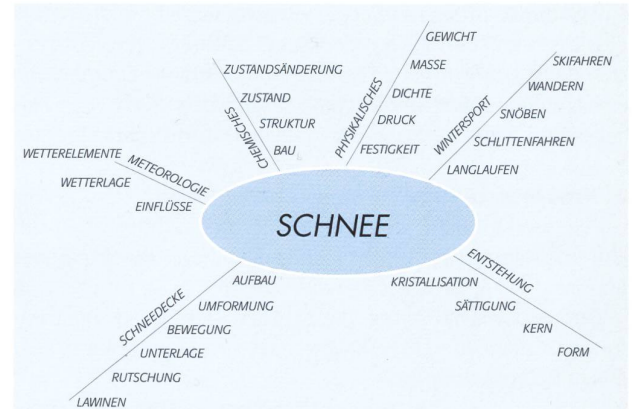 GEWICHT
MASSE
DICHTE
DRUCK
FESTIGKEIT
PHYSIKALISCHES
ZUSTANDSÄNDERUNG
ZUSTAND
STRUKTUR
BAU
CHEMISCHES
SKIFAHREN
WANDERN
SNÖBEN
SCHLITTENFAHREN
LANGLAUFEN
WINTERSPORT
WETTERELEMENTE
WETTERLAGE
EINFLÜSSE
METEOROLOGIE
SCHNEE
SCHNEEDECKE
AUFBAU
UMFORMUNG
BEWEGUNG
UNTERLAGE
RUTSCHUNG
LAWINEN
ENTSTEHUNG
KRISTALLISATION
SÄTTIGUNG
KERN
FORM